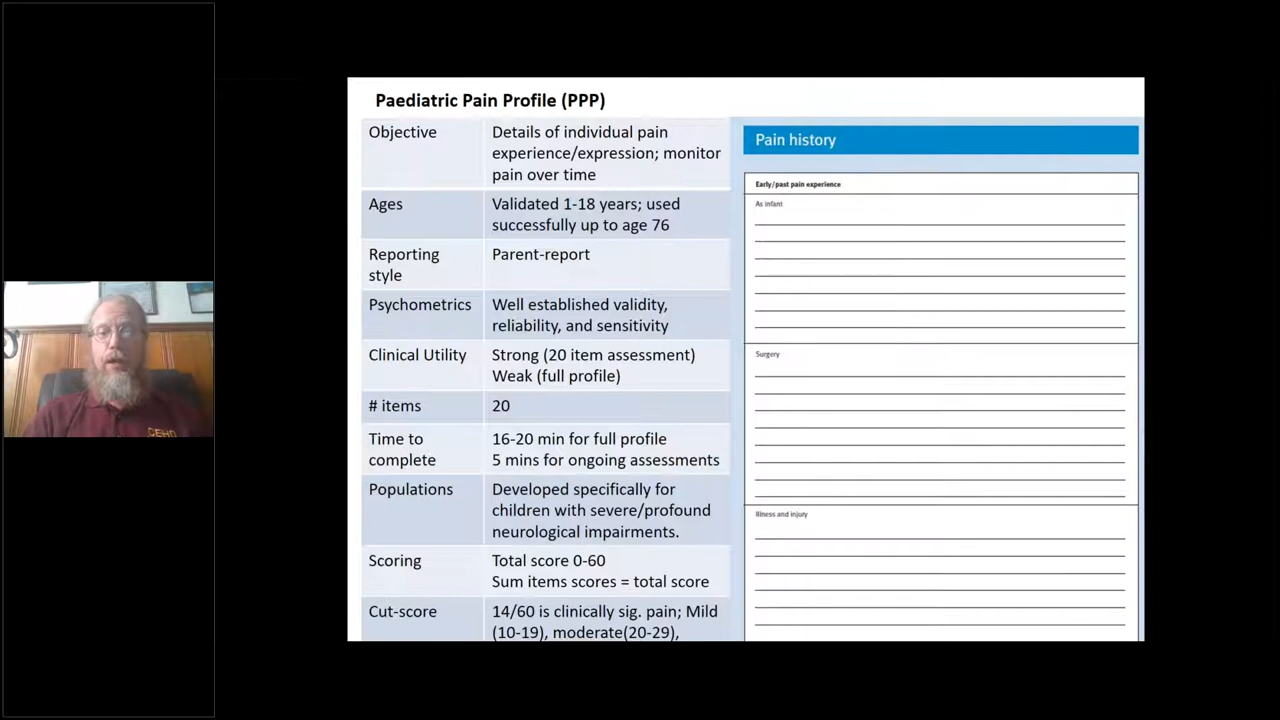 Paediatric Pain Profile (PPP)
Objective
Details of individual pain
experience/expression; monitor
pain over time
Ages
Validated 1-18 years; used
successfully up to age 76
Reporting
style
Parent-report
Psychometrics
Well established validity,
reliability, and sensitivity
Clinical Utility
Strong (20 item assessment)
Weak (full profile)
# items
20
Time to
complete
16-20 min for full profile
5 mins for ongoing assessments
Populations
Developed specifically for
children with severe/profound
neurological impairments.
Scoring
Total score 0-60
Sum items scores = total score
Cut-score
14/60 is clinically sig. pain; Mild
(10-19), moderate(20-29),
Pain history
Early/past pain experience
As infant
Surgery
Illness and injury
CEHD